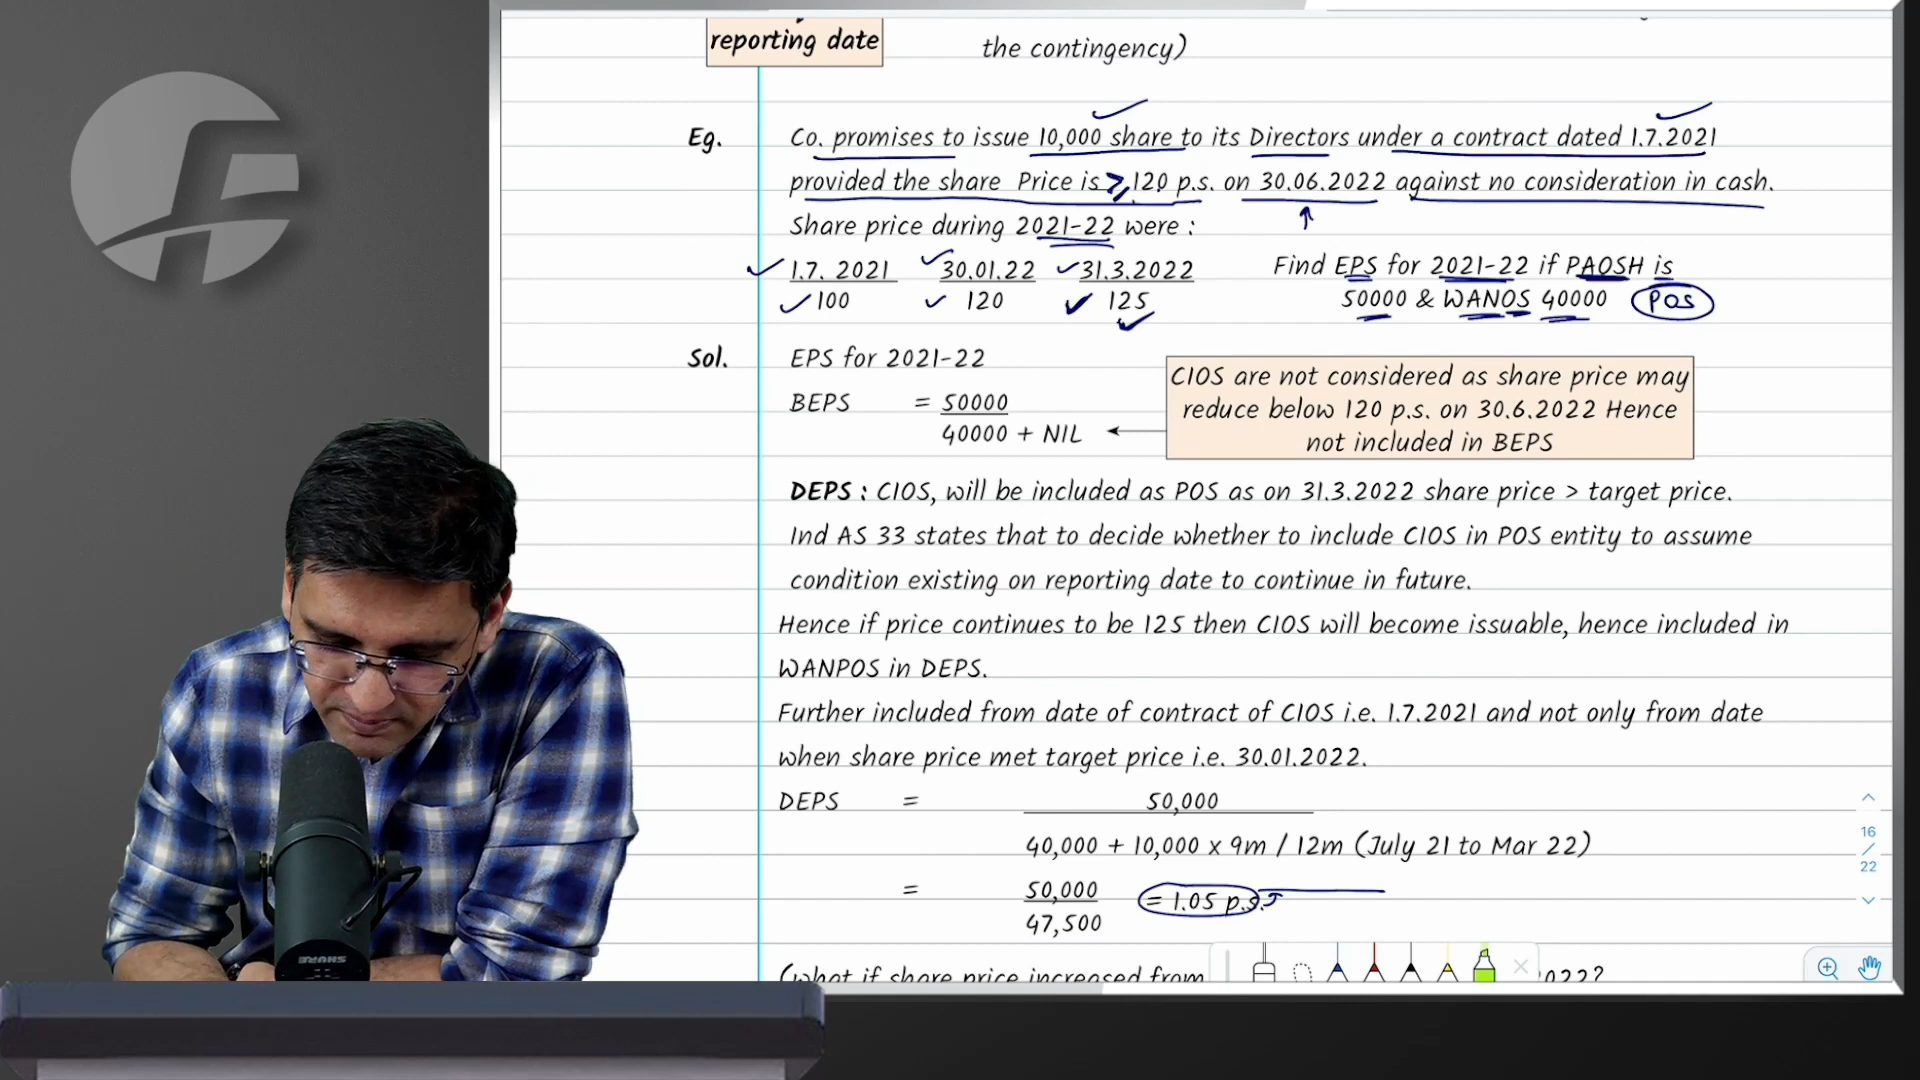 reporting date
the contingency)
Eg. Co. promises to issue 10,000 share to its Directors under a contract dated 1.7.2021
provided the share Price is ⩾ 120 p.s. on 30.06.2022 against no consideration in cash.
Share price during 2021-22 were :
1.7. 2021 30.01.22 31.3.2022
100 120 125
Find EPS for 2021-22 if PAOSH is
50000 & WANOS 40000 POS
Sol. EPS for 2021-22
BEPS = 50000
40000 + NIL
CIOS are not considered as share price may
reduce below 120 p.s. on 30.6.2022 Hence
not included in BEPS
DEPS : CIOS, will be included as POS as on 31.3.2022 share price > target price.
Ind AS 33 states that to decide whether to include CIOS in POS entity to assume
condition existing on reporting date to continue in future.
Hence if price continues to be 125 then CIOS will become issuable, hence included in
WANPOS in DEPS.
Further included from date of contract of CIOS i.e. 1.7.2021 and not only from date
when share price met target price i.e. 30.01.2022.
DEPS = 50,000
40,000 + 10,000 x 9m / 12m (July 21 to Mar 22)
= 50,000
47,500
= 1.05 p.s.
(what if share price increased from
2022?
16
/
22
SHURE